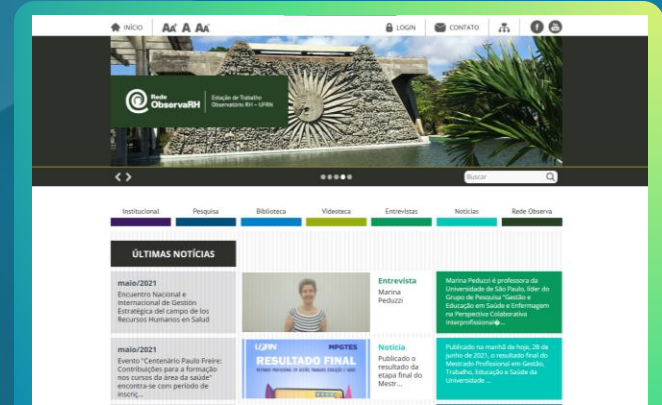 INÍCIO
A+ A A-
LOGIN
CONTATO
Rede
ObservaRH
Estação de Trabalho
Observatório RH – UFRN
Buscar
Institucional
Pesquisa
Biblioteca
Videoteca
Entrevistas
Notícias
Rede Observa
ÚLTIMAS NOTÍCIAS
maio/2021
Encuentro Nacional e
Internacional de Gestión
Estratégica del campo de los
Recursos Humanos en Salud
Entrevista
Marina
Peduzzi
Marina Peduzzi é professora da
Universidade de São Paulo, líder do
Grupo de Pesquisa "Gestão e
Educação em Saúde e Enfermagem
na Perspectiva Colaborativa
Interprofissional�...
maio/2021
Evento "Centenário Paulo Freire:
Contribuições para a formação
nos cursos da área da saúde"
encontra-se com período de
inscriç...
UFRN
MPGTES
RESULTADO FINAL
Notícia
Publicado o
resultado da
etapa final do
Mestr...
Publicado na manhã de hoje, 28 de
junho de 2021, o resultado final do
Mestrado Profissional em Gestão,
Trabalho, Educação e Saúde da
Universidade ...